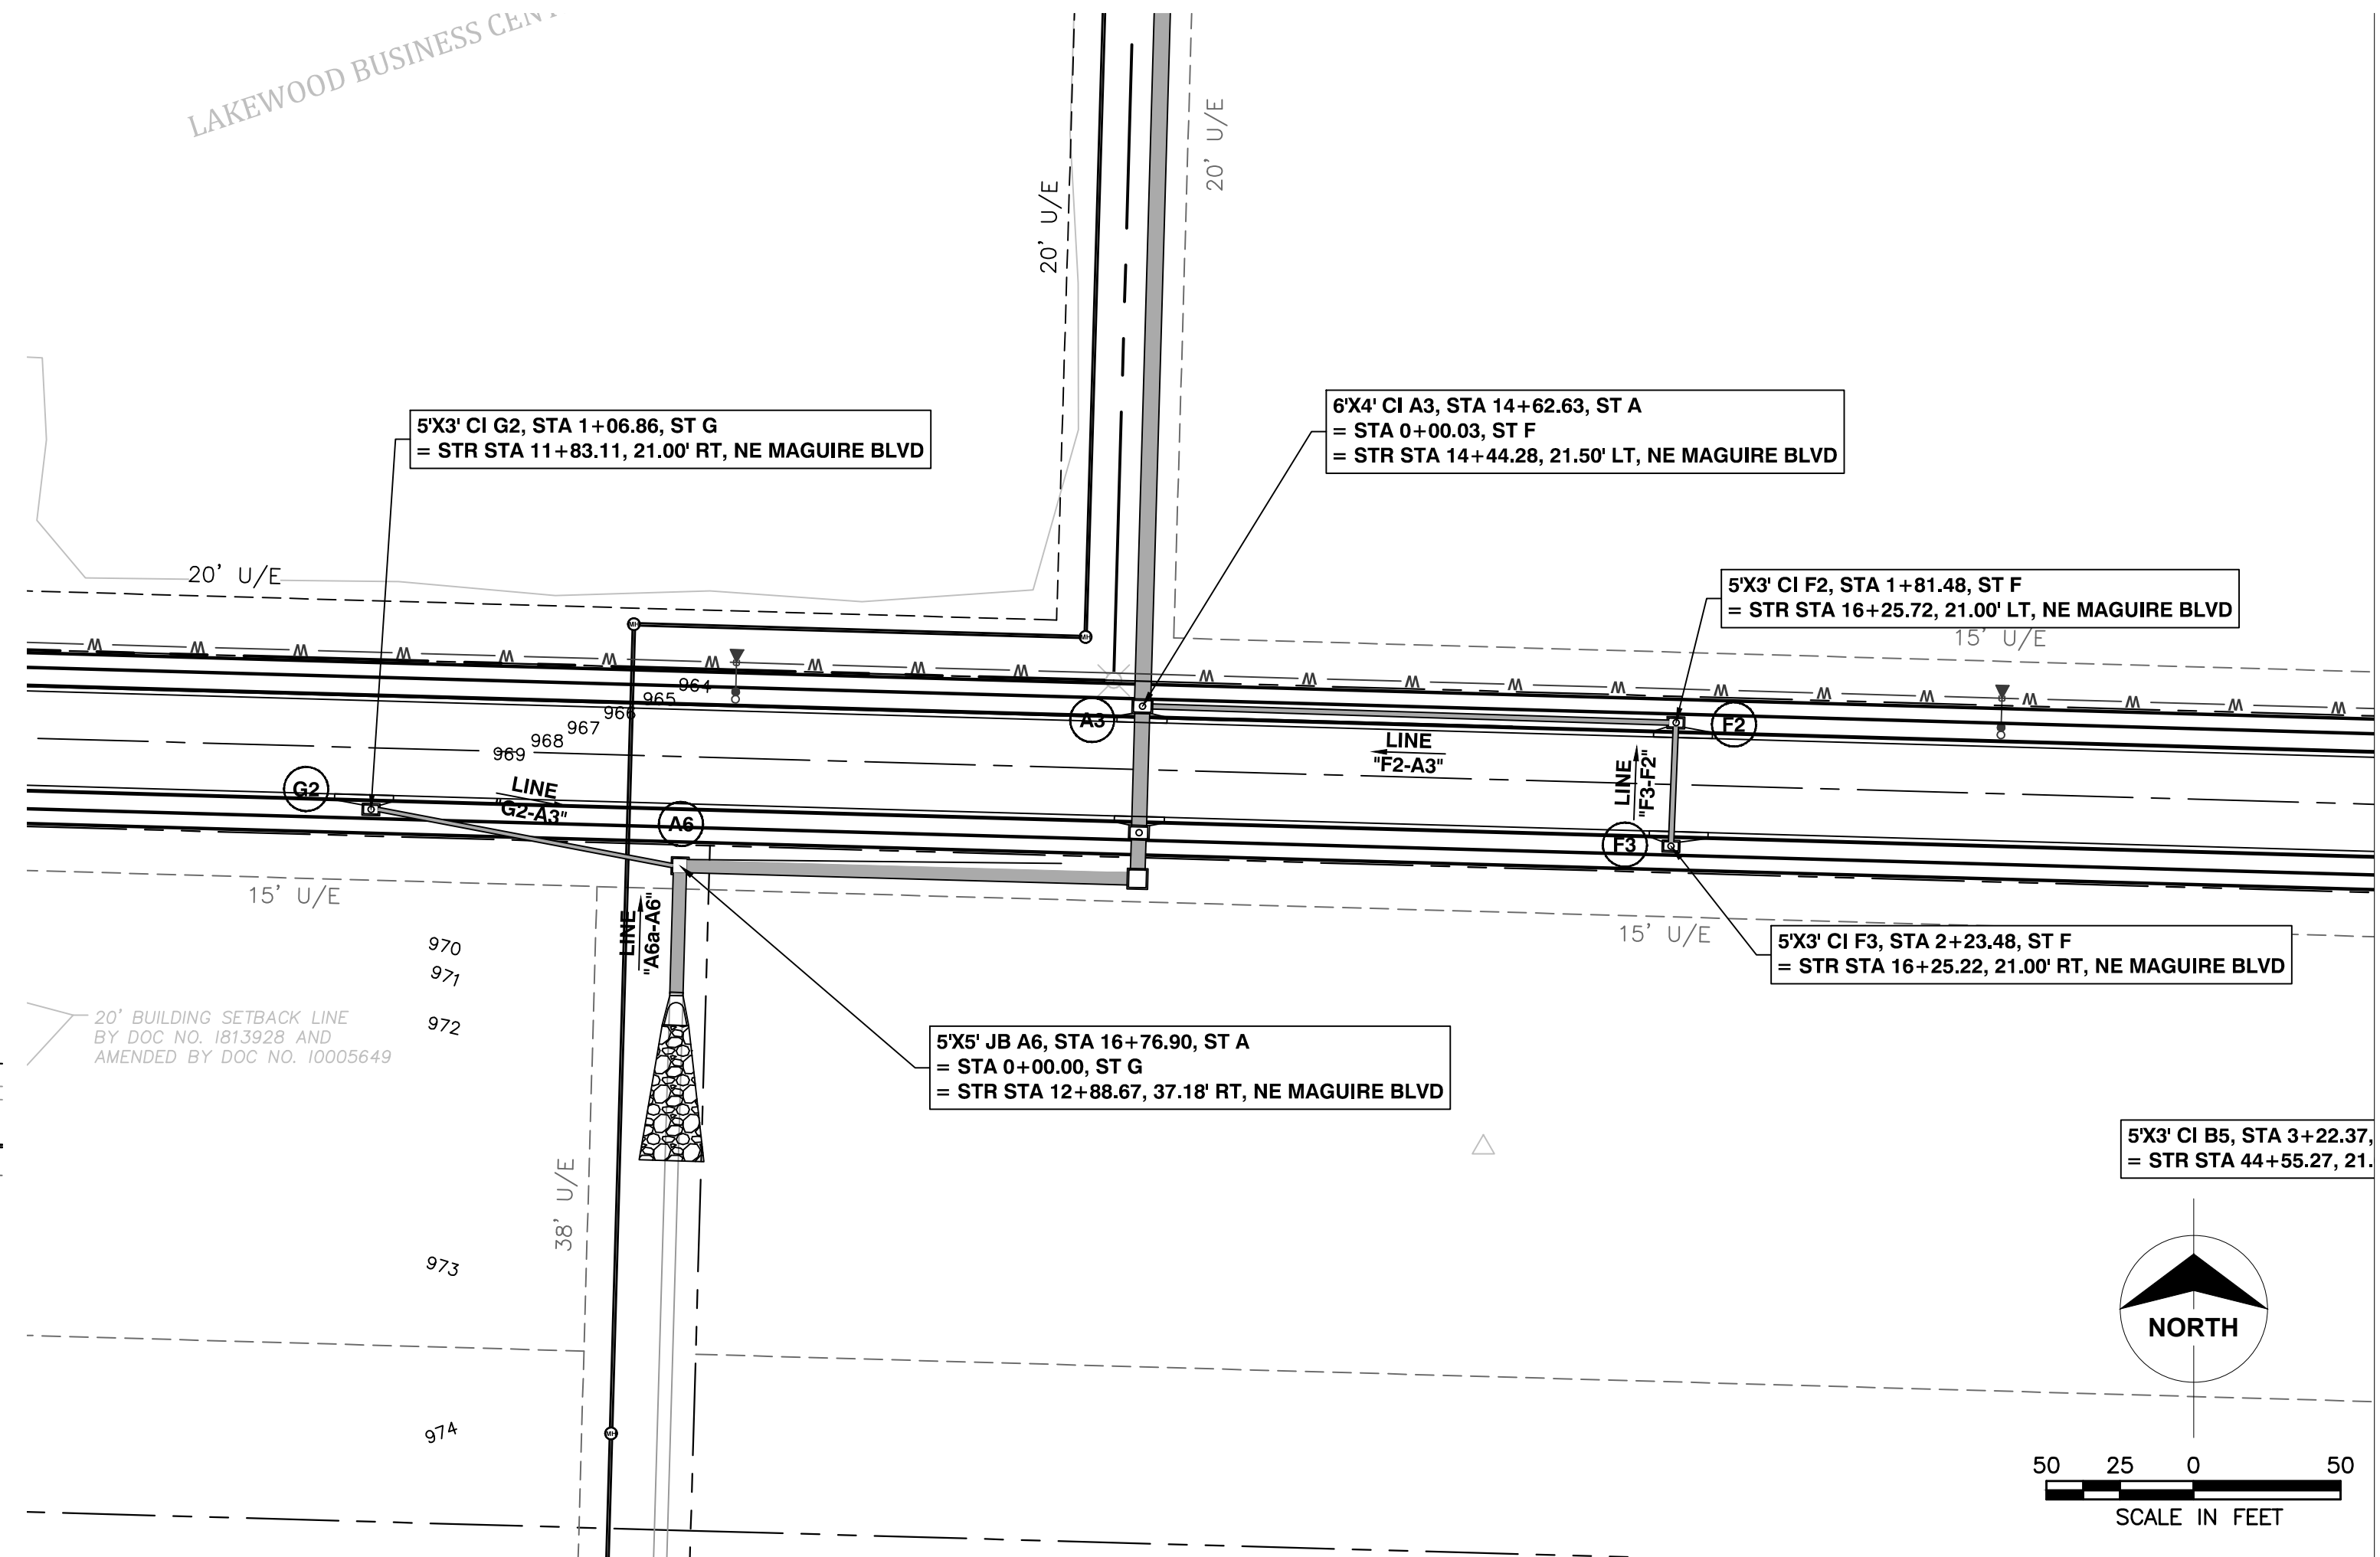 LAKEWOOD BUSINESS CENT
20' U/E
20' U/E
5'X3' CI G2, STA 1+06.86, ST G
= STR STA 11+83.11, 21.00' RT, NE MAGUIRE BLVD
6'X4' CI A3, STA 14+62.63, ST A
= STA 0+00.03, ST F
= STR STA 14+44.28, 21.50' LT, NE MAGUIRE BLVD
20' U/E
5'X3' CI F2, STA 1+81.48, ST F
= STR STA 16+25.72, 21.00' LT, NE MAGUIRE BLVD
15' U/E
W W W W W W W W W W W W W W W W W W W W W W
964
965
966
967
968
969
MH
MH
A3
F2
LINE
"F2-A3"
LINE
"F3-F2"
G2
LINE
"G2-A3"
A6
F3
15' U/E
LINE
"A6a-A6"
15' U/E
5'X3' CI F3, STA 2+23.48, ST F
= STR STA 16+25.22, 21.00' RT, NE MAGUIRE BLVD
970
971
972
20' BUILDING SETBACK LINE
BY DOC NO. I813928 AND
AMENDED BY DOC NO. I0005649
5'X5' JB A6, STA 16+76.90, ST A
= STA 0+00.00, ST G
= STR STA 12+88.67, 37.18' RT, NE MAGUIRE BLVD
5'X3' CI B5, STA 3+22.37,
= STR STA 44+55.27, 21.
38' U/E
973
974
MH
NORTH
50 25 0 50
SCALE IN FEET